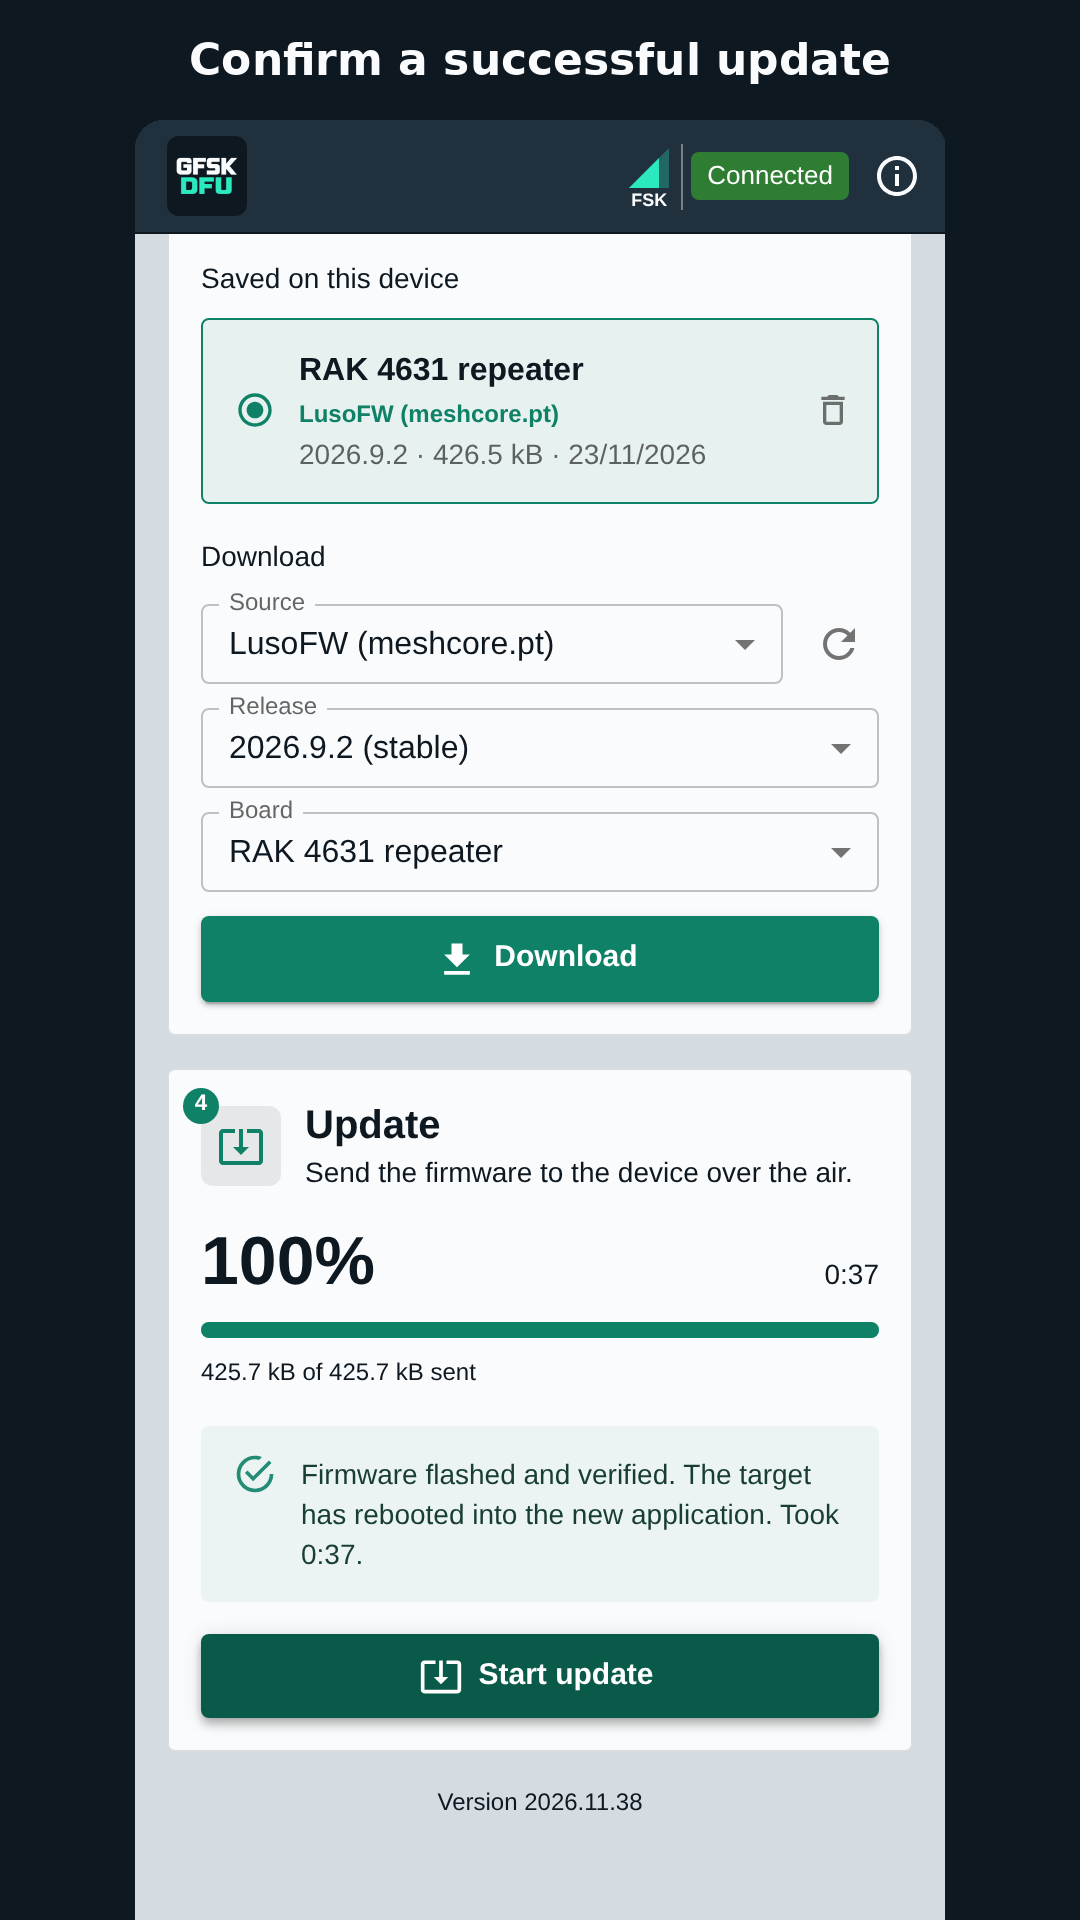 Confirm a successful update
GFSK
DFU
FSK
Connected
Saved on this device
RAK 4631 repeater
LusoFW (meshcore.pt)
2026.9.2 · 426.5 kB · 23/11/2026
Download
Source
LusoFW (meshcore.pt)
Release
2026.9.2 (stable)
Board
RAK 4631 repeater
Download
4
Update
Send the firmware to the device over the air.
100%
0:37
425.7 kB of 425.7 kB sent
Firmware flashed and verified. The target
has rebooted into the new application. Took
0:37.
Start update
Version 2026.11.38